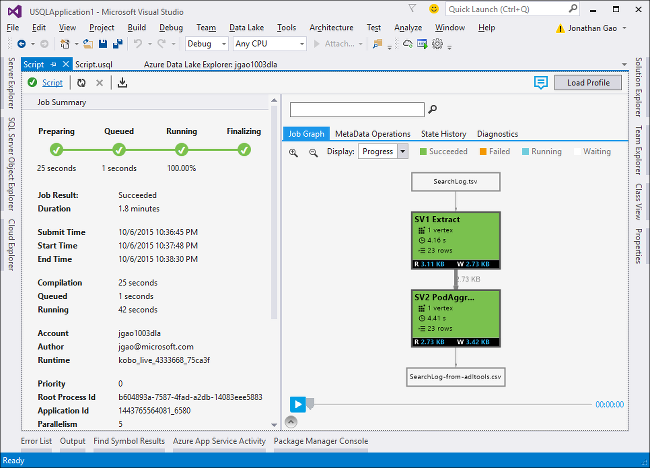 USQLApplication1 - Microsoft Visual Studio
Quick Launch (Ctrl+Q)
File Edit View Project Build Debug Team Data Lake Tools Architecture Test Analyze Window Help
Jonathan Gao
Debug Any CPU Attach...
Script Script.usql Azure Data Lake Explorer: jgao1003dla
Server Explorer
SQL Server Object Explorer
Cloud Explorer
Script
Load Profile
Job Summary
Preparing Queued Running Finalizing
25 seconds 1 seconds 100.00%
Job Result: Succeeded
Duration 1.8 minutes
Submit Time 10/6/2015 10:36:45 PM
Start Time 10/6/2015 10:37:48 PM
End Time 10/6/2015 10:38:30 PM
Compilation 25 seconds
Queued 1 seconds
Running 42 seconds
Account jgao1003dla
Author jgao@microsoft.com
Runtime kobo_live_4333668_75ca3f
Priority 0
Root Process Id b604893a-7587-4fad-a2db-14083eee5883
Application Id 1443765564081_6580
Parallelism 5
Job Graph MetaData Operations State History Diagnostics
Display: Progress Succeeded Failed Running Waiting
SearchLog.tsv
SV1 Extract
1 vertex
4.16 s
23 rows
R 3.11 KB W 2.73 KB
2.73 KB
SV2 PodAggr...
1 vertex
4.41 s
23 rows
R 2.73 KB W 3.42 KB
SearchLog-from-adltools.csv
00:00:00
Solution Explorer
Team Explorer
Class View
Properties
Error List Output Find Symbol Results Azure App Service Activity Package Manager Console
Ready